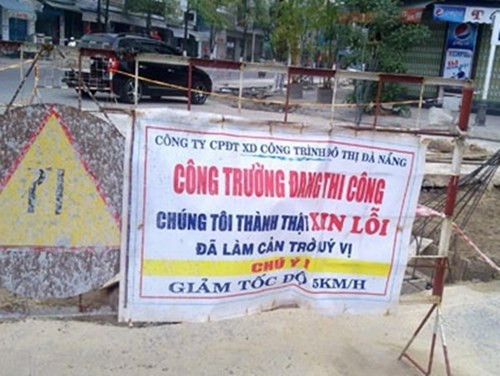 CÔNG TY CPĐT XD CÔNG TRÌNH ĐÔ THỊ ĐÀ NẴNG
CÔNG TRƯỜNG ĐANG THI CÔNG
CHÚNG TÔI THÀNH THẬT XIN LỖI
ĐÃ LÀM CẢN TRỞ UÝ VỊ
CHÚ Ý !
GIẢM TỐC ĐỘ 5KM/H